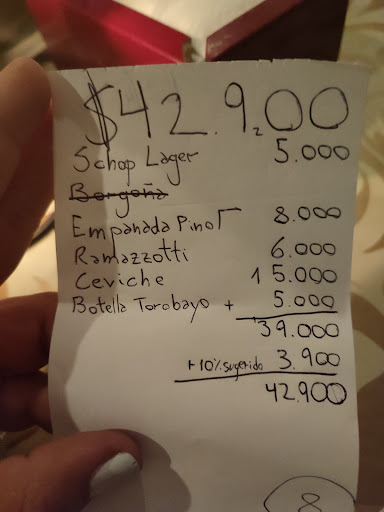 $42.900
Schop Lager 5.000
Borgoña
Empanada Pino 8.000
Ramazzotti 6.000
Ceviche 15.000
Botella Torobayo + 5.000
39.000
+10% sugerido 3.900
42.900
8